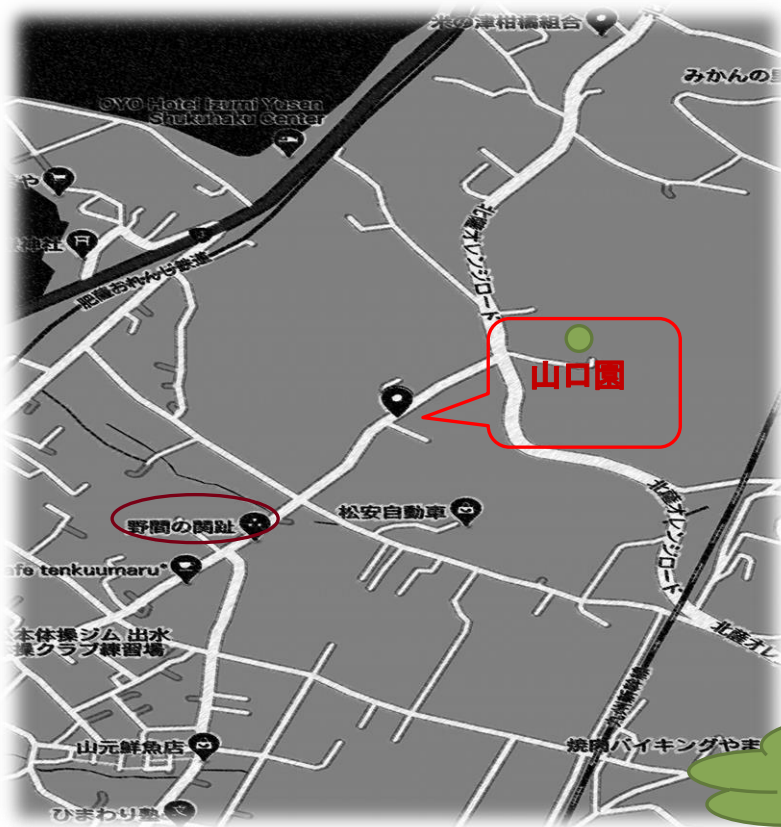 米の津柑橘組合
みかんの
OYO Hotel Izumi Yusen
Shukuhaku Center
や
神社
肥薩おれんじ鉄道
北薩オレンジロード
山口園
野間の関趾
松安自動車
北薩オレンジロード
afe tenkuumaru*
本体操ジム 出水
操クラブ練習場
北薩オレ
山元鮮魚店
焼肉バイキングやま
ひまわり塾